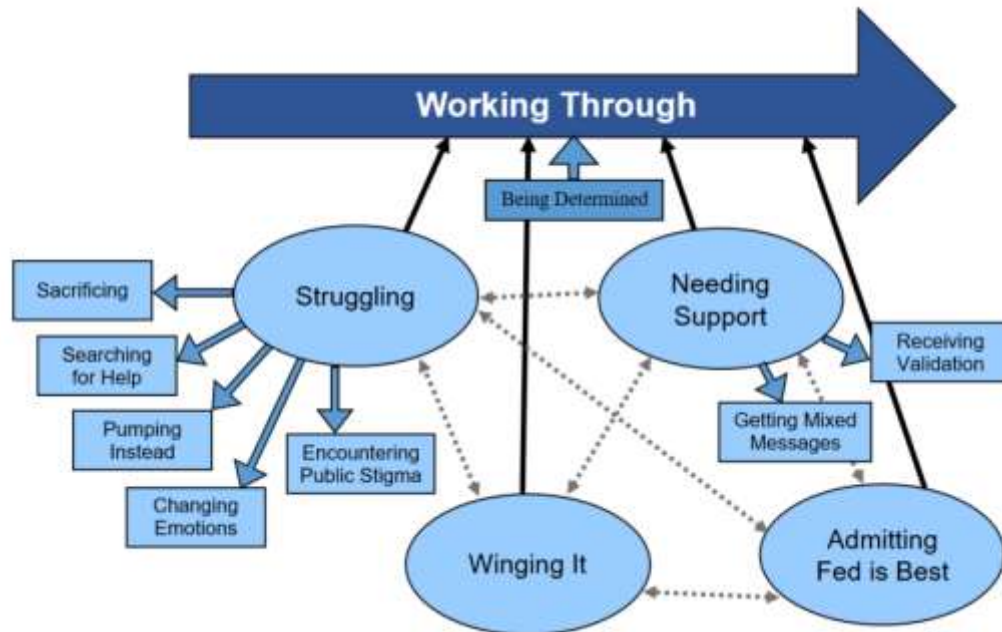 Working Through
Being Determined
Struggling
Needing
Support
Sacrificing
Searching
for Help
Pumping
Instead
Changing
Emotions
Encountering
Public Stigma
Receiving
Validation
Getting Mixed
Messages
Winging It
Admitting
Fed is Best